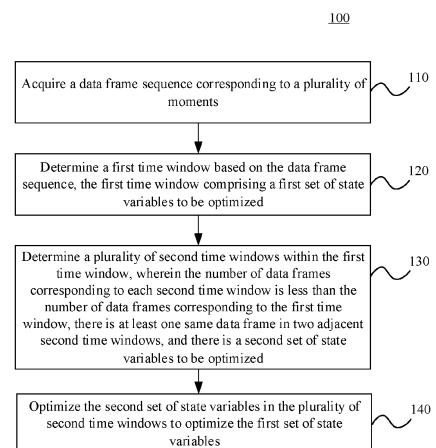 100
Acquire a data frame sequence corresponding to a plurality of
moments
110
Determine a first time window based on the data frame
sequence, the first time window comprising a first set of state
variables to be optimized
120
Determine a plurality of second time windows within the first
time window, wherein the number of data frames
corresponding to each second time window is less than the
number of data frames corresponding to the first time
window, there is at least one same data frame in two adjacent
second time windows, and there is a second set of state
variables to be optimized
130
Optimize the second set of state variables in the plurality of
second time windows to optimize the first set of state
variables
140